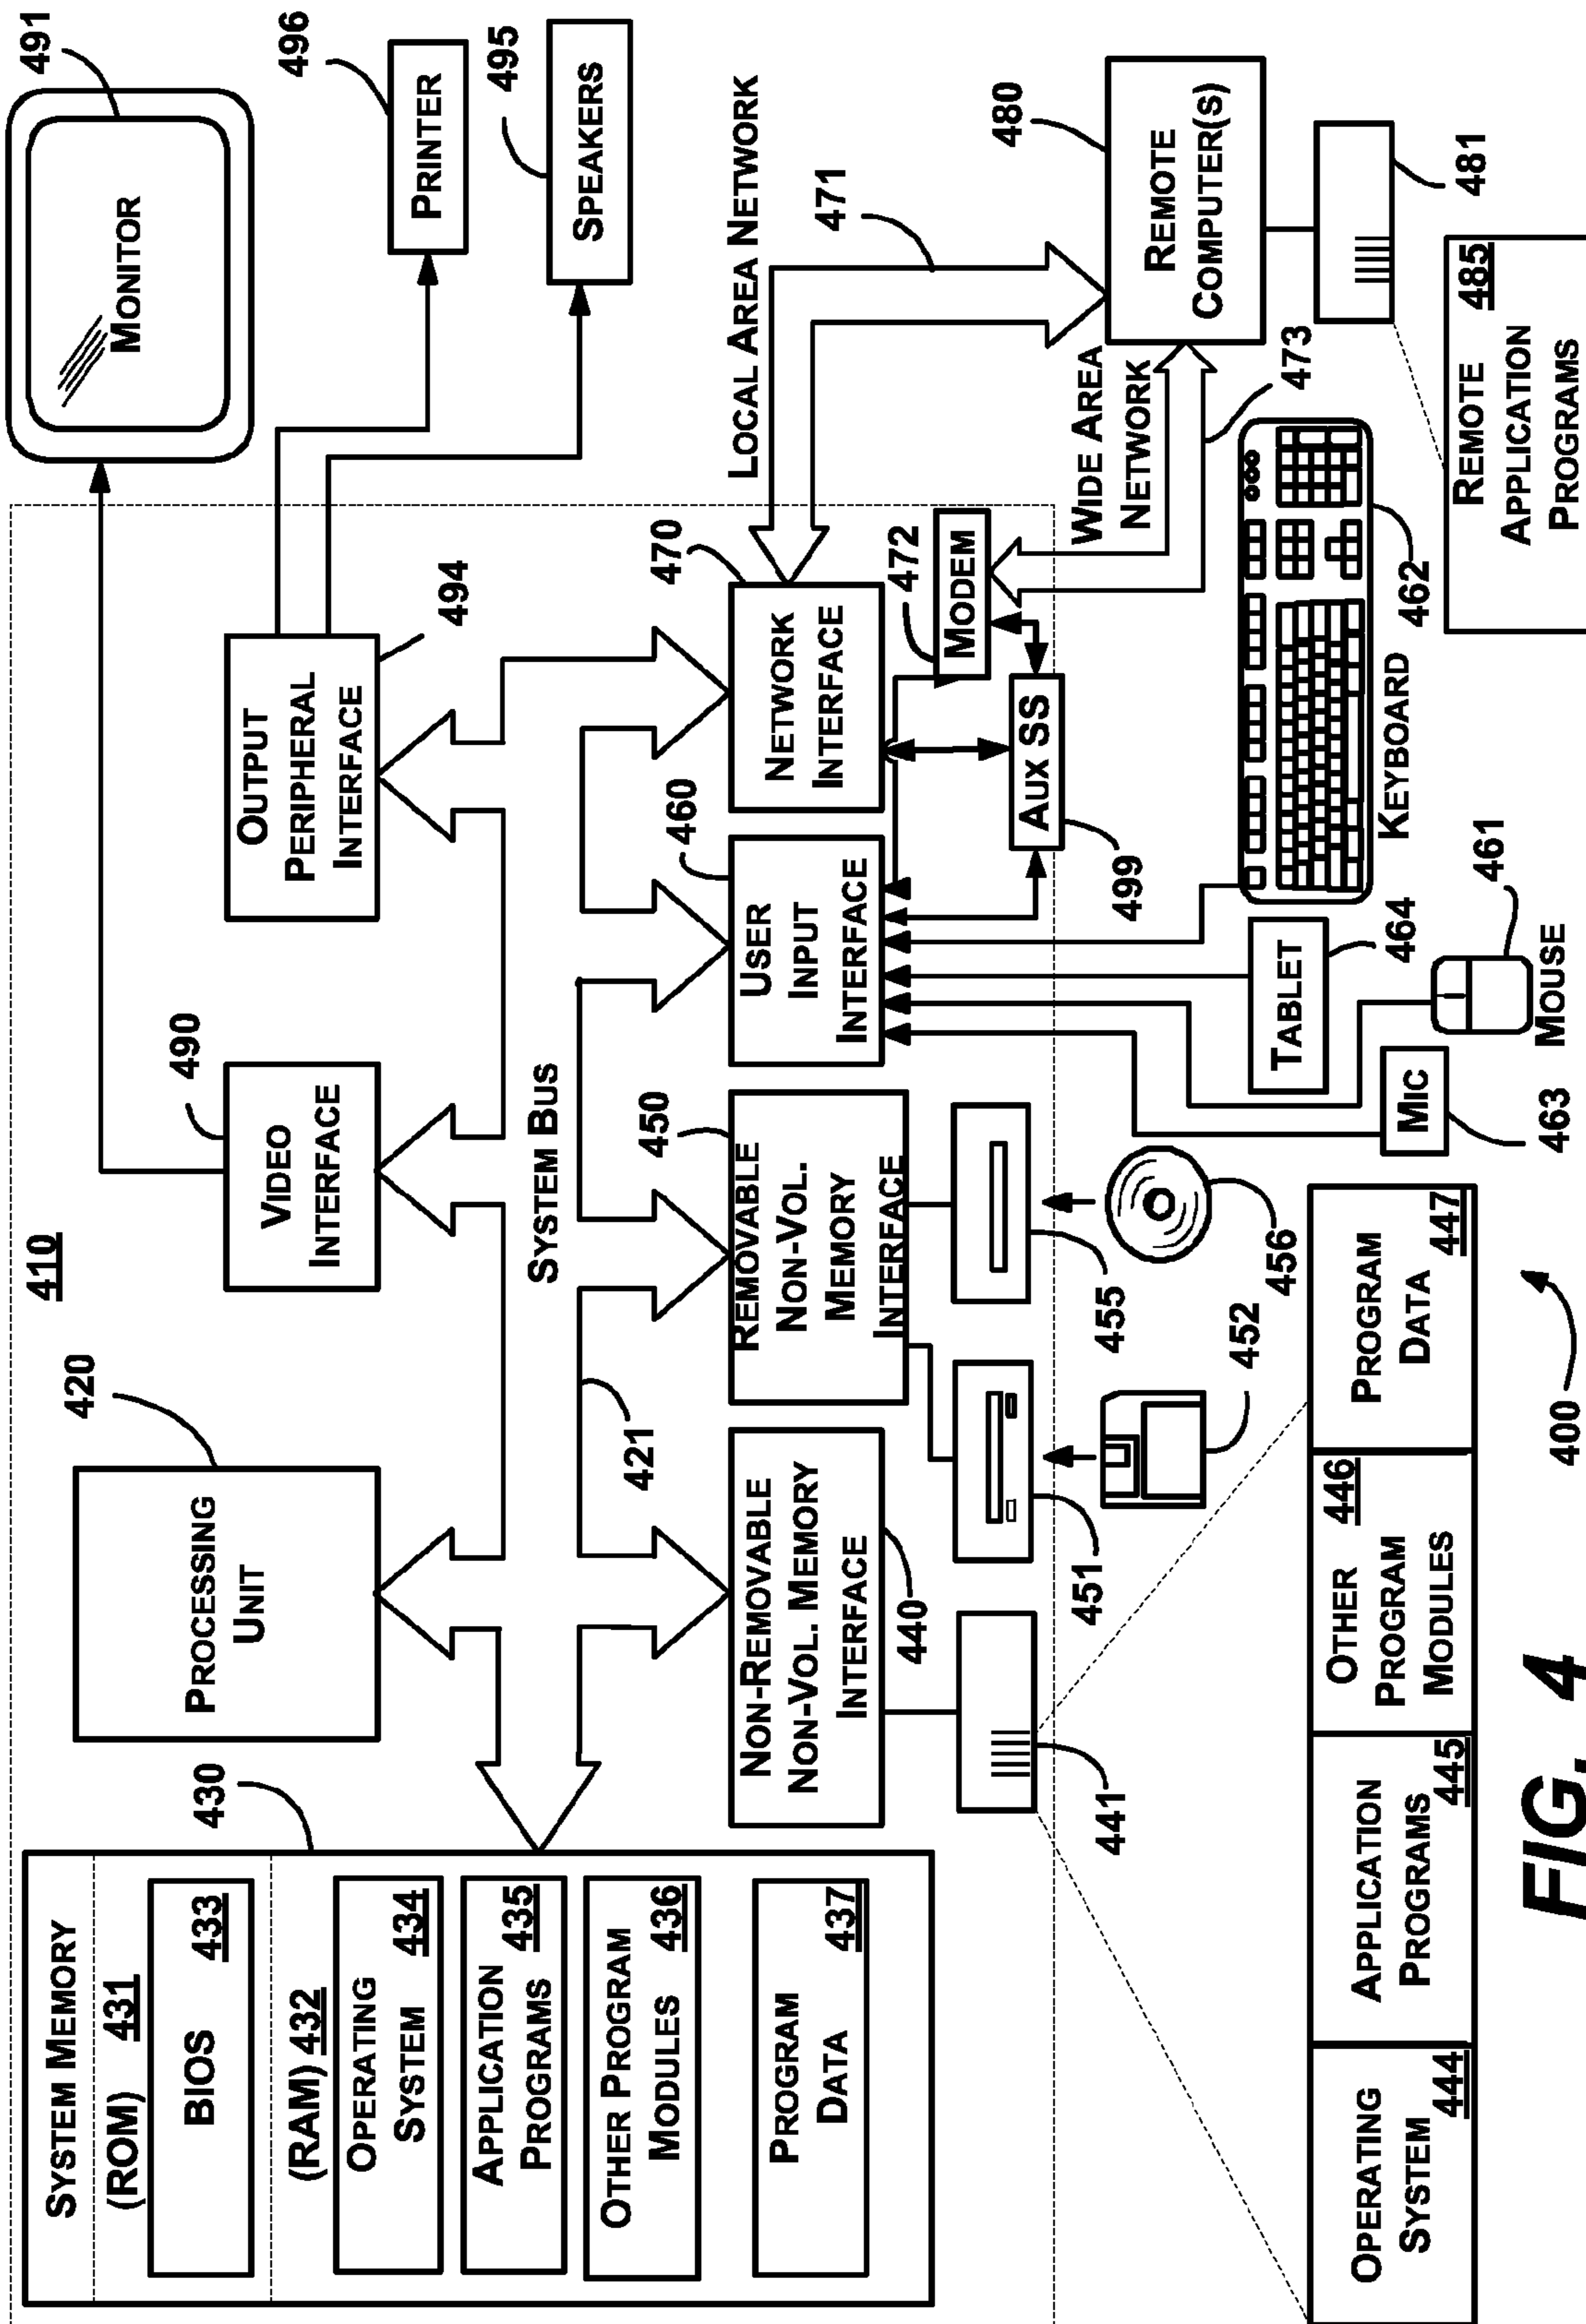 410
SYSTEM MEMORY
(ROM) 431
BIOS 433
(RAM) 432
OPERATING
SYSTEM 434
APPLICATION
PROGRAMS 435
OTHER PROGRAM
MODULES 436
PROGRAM
DATA 437
430
PROCESSING
UNIT
420
VIDEO
INTERFACE
490
OUTPUT
PERIPHERAL
INTERFACE
494
MONITOR
491
PRINTER
496
SPEAKERS
495
SYSTEM BUS
421
NON-REMOVABLE
NON-VOL. MEMORY
INTERFACE
440
REMOVABLE
NON-VOL.
MEMORY
INTERFACE
450
USER
INPUT
INTERFACE
460
NETWORK
INTERFACE
470
LOCAL AREA NETWORK
471
MODEM
472
AUX SS
499
WIDE AREA
NETWORK
473
REMOTE
COMPUTER(S)
480
481
REMOTE 485
APPLICATION
PROGRAMS
441
451
452
455
456
MIC
463
TABLET
464
MOUSE
461
KEYBOARD
462
OPERATING
SYSTEM 444
APPLICATION
PROGRAMS 445
OTHER 446
PROGRAM
MODULES
PROGRAM
DATA 447
400
FIG. 4